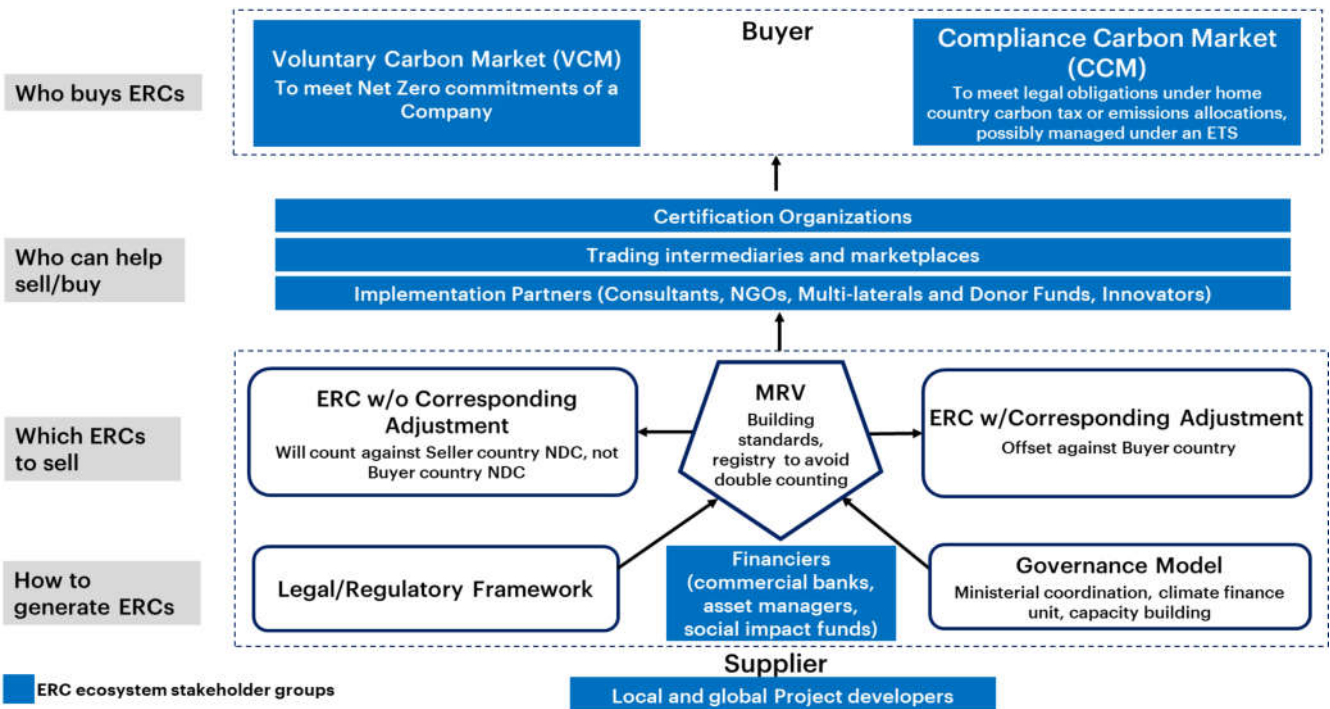 Buyer
Who buys ERCs
Voluntary Carbon Market (VCM)
To meet Net Zero commitments of a
Company
Compliance Carbon Market
(CCM)
To meet legal obligations under home
country carbon tax or emissions allocations,
possibly managed under an ETS
Who can help
sell/buy
Certification Organizations
Trading intermediaries and marketplaces
Implementation Partners (Consultants, NGOs, Multi-laterals and Donor Funds, Innovators)
Which ERCs
to sell
ERC w/o Corresponding
Adjustment
Will count against Seller country NDC, not
Buyer country NDC
MRV
Building
standards,
registry to avoid
double counting
ERC w/Corresponding Adjustment
Offset against Buyer country
How to
generate ERCs
Legal/Regulatory Framework
Financiers
(commercial banks,
asset managers,
social impact funds)
Governance Model
Ministerial coordination, climate finance
unit, capacity building
Supplier
ERC ecosystem stakeholder groups
Local and global Project developers